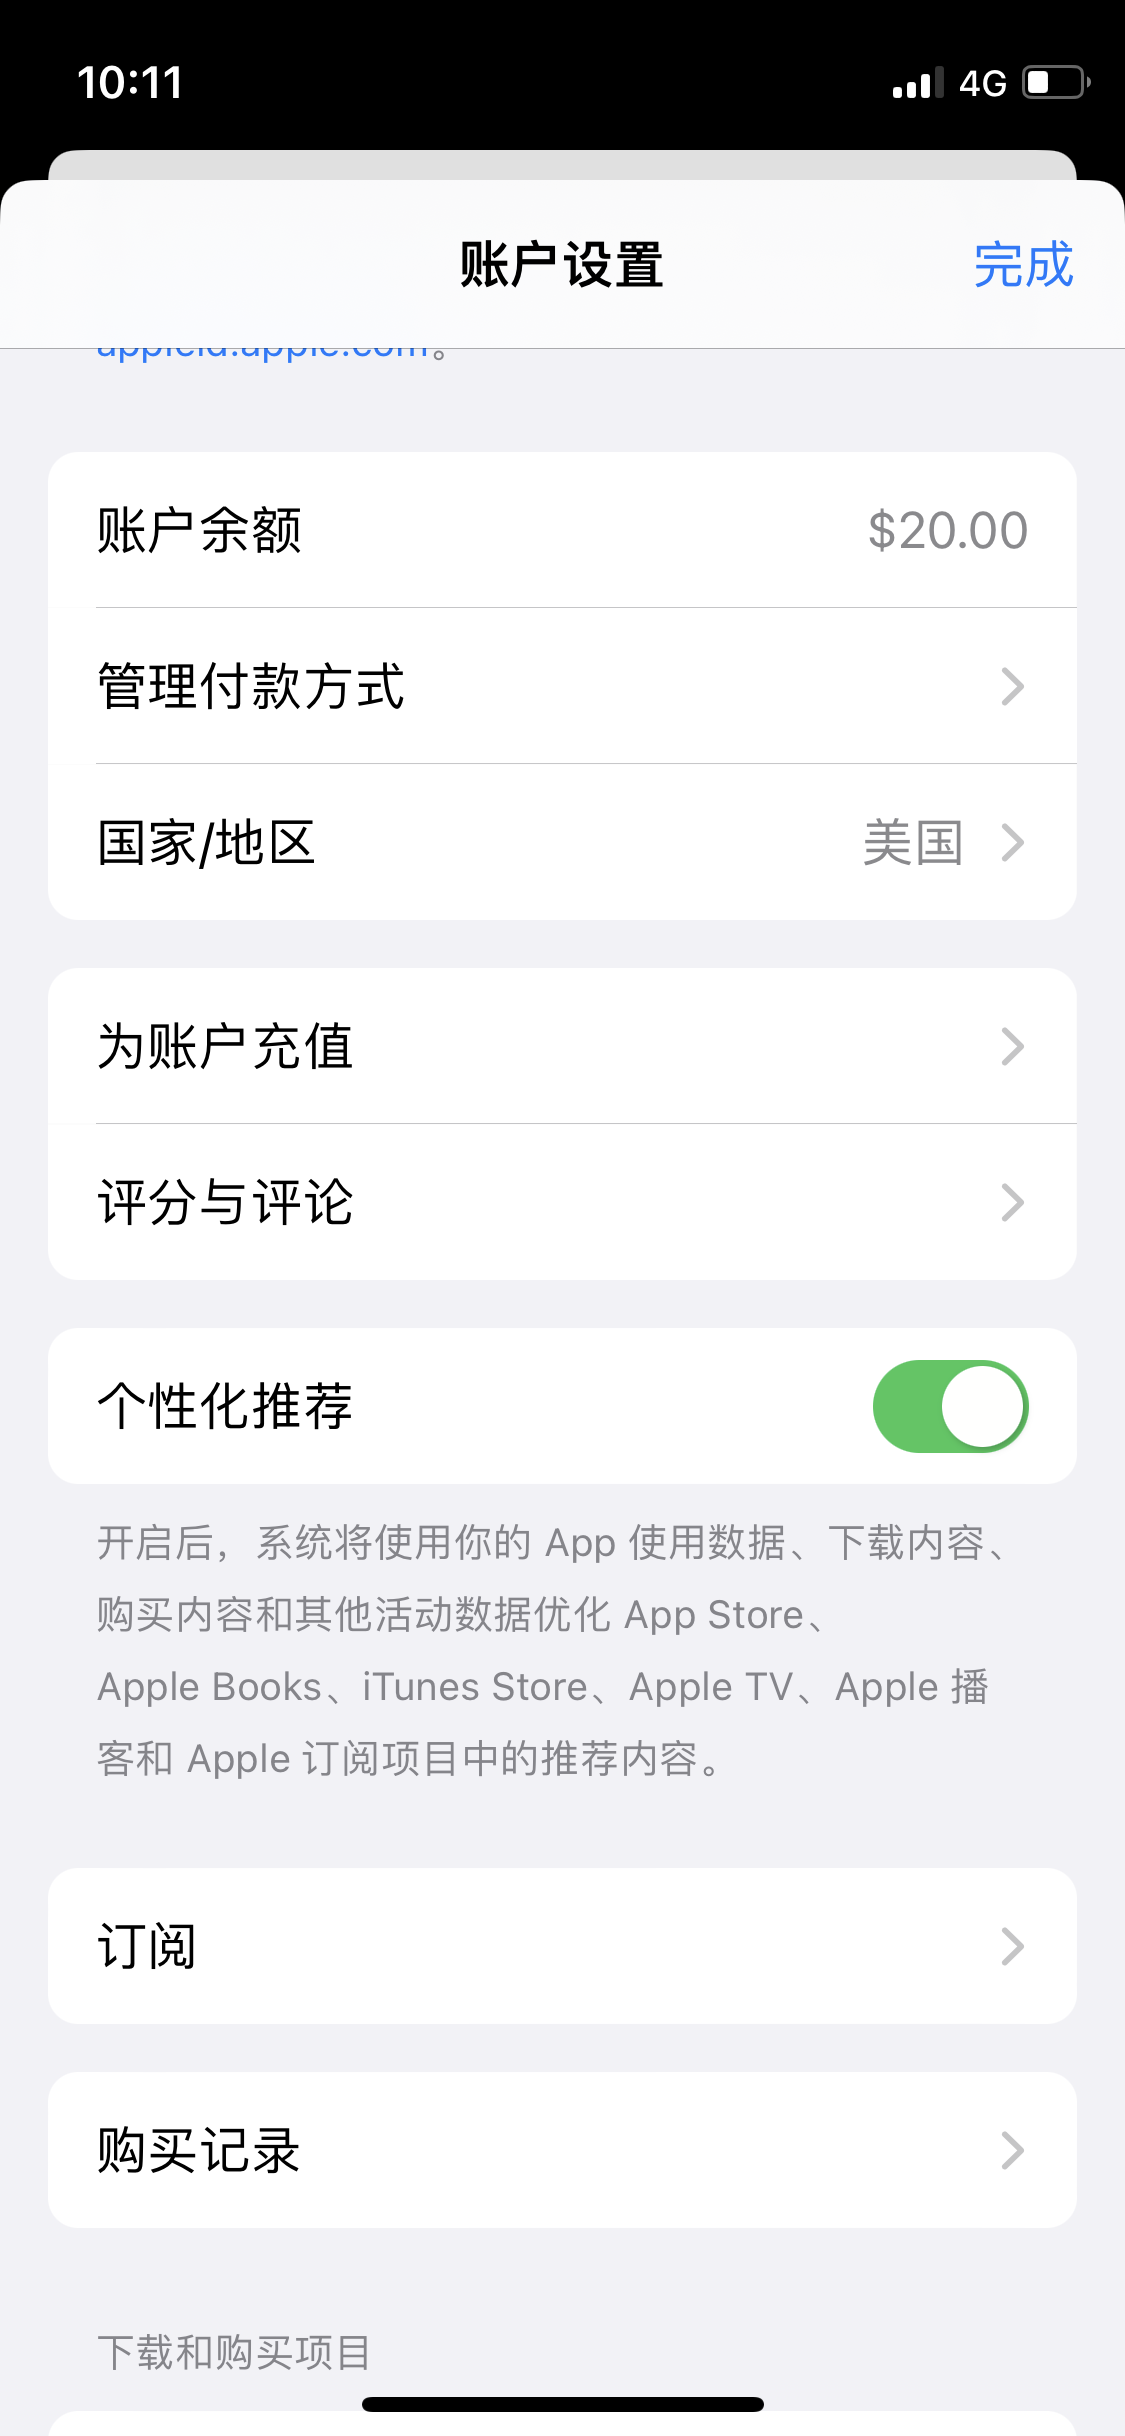 10:11
4G
账户设置
完成
账户余额
$20.00
管理付款方式
国家/地区
美国
为账户充值
评分与评论
个性化推荐
开启后，系统将使用你的 App 使用数据、下载内容、
购买内容和其他活动数据优化 App Store、
Apple Books、iTunes Store、Apple TV、Apple 播
客和 Apple 订阅项目中的推荐内容。
订阅
购买记录
下载和购买项目